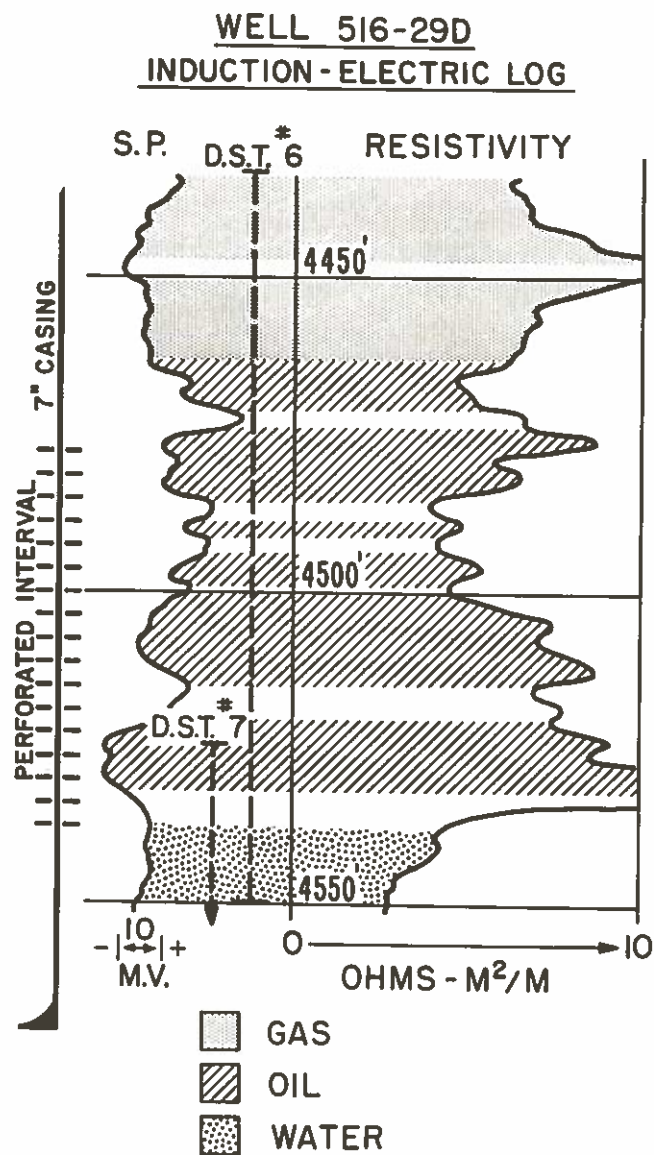 WELL 516-29D
INDUCTION-ELECTRIC LOG
S.P. D.S.T. #6 RESISTIVITY
4450'
7" CASING
PERFORATED INTERVAL
4500'
D.S.T. #7
4550'
10
-|↔|+
M.V.
0 → 10
OHMS-M²/M
GAS
OIL
WATER